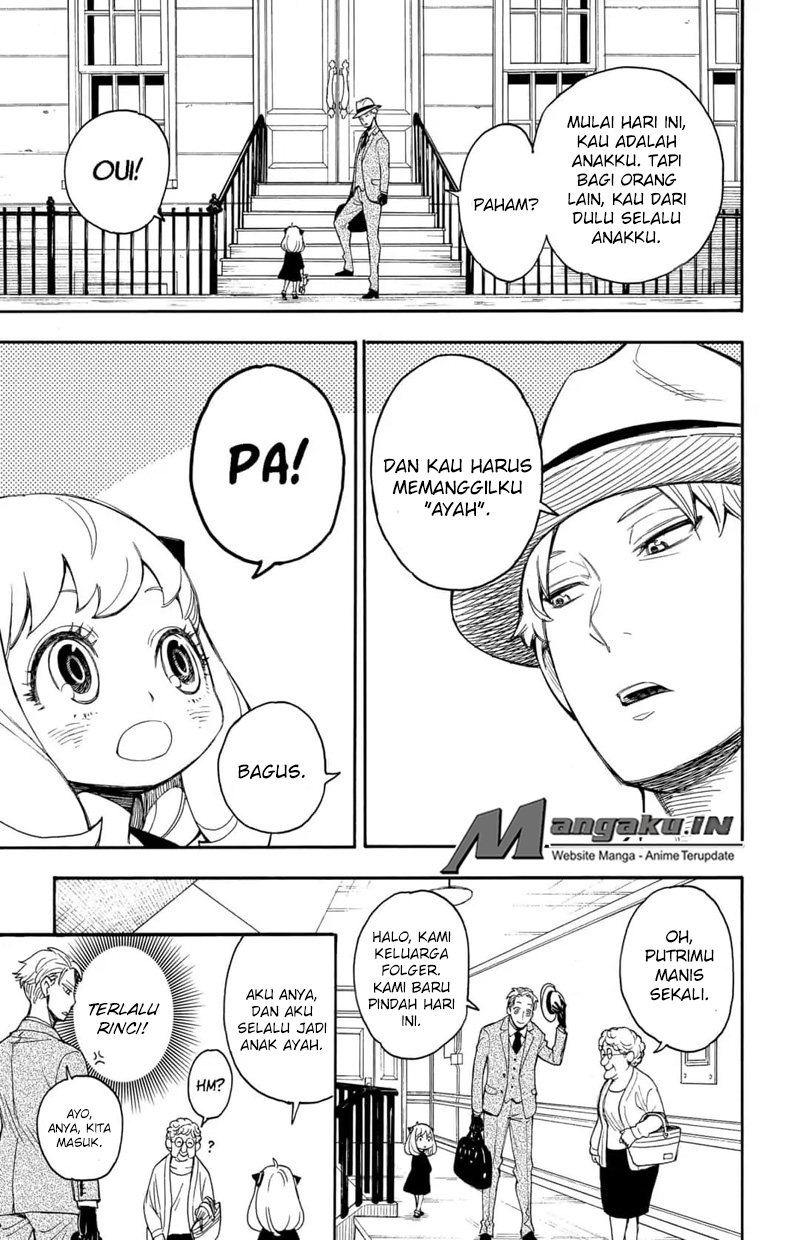 MULAI HARI INI,
KAU ADALAH
ANAKKU. TAPI
BAGI ORANG
LAIN, KAU DARI
DULU SELALU
ANAKKU.
PAHAM?
OUI!
DAN KAU HARUS
MEMANGGILKU
"AYAH".
PA!
BAGUS.
Mangaku.IN
Website Manga - Anime Terupdate
OH,
PUTRIMU
MANIS
SEKALI.
HALO, KAMI
KELUARGA
FOLGER.
KAMI BARU
PINDAH HARI
INI.
AKU ANYA,
DAN AKU
SELALU JADI
ANAK AYAH.
HM?
?
TERLALU
RINCI!
AYO,
ANYA, KITA
MASUK.